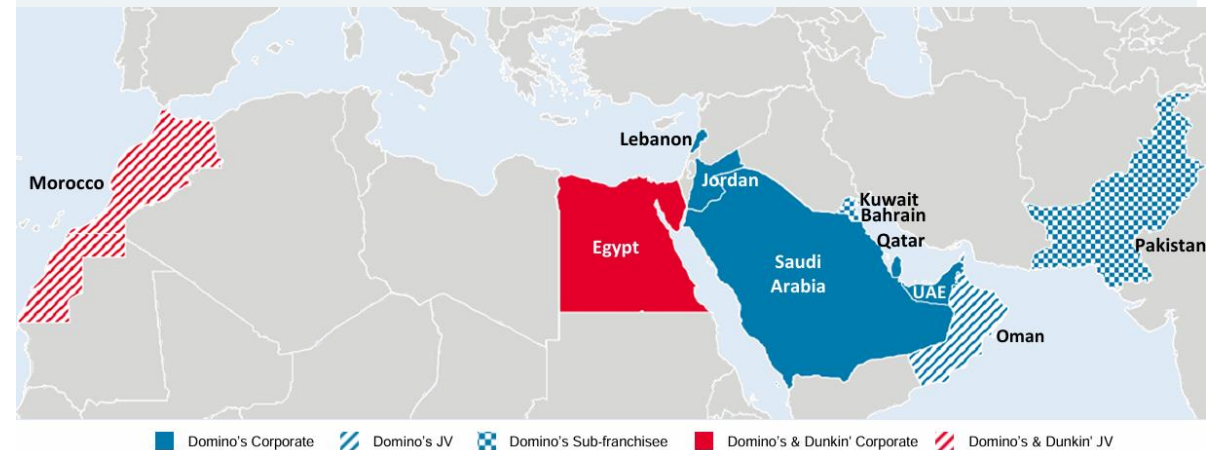 Lebanon
Jordan
Morocco
Kuwait
Bahrain
Qatar
Pakistan
Egypt
Saudi
Arabia
UAE
Oman
Domino's Corporate
Domino's JV
Domino's Sub-franchisee
Domino's & Dunkin' Corporate
Domino's & Dunkin' JV